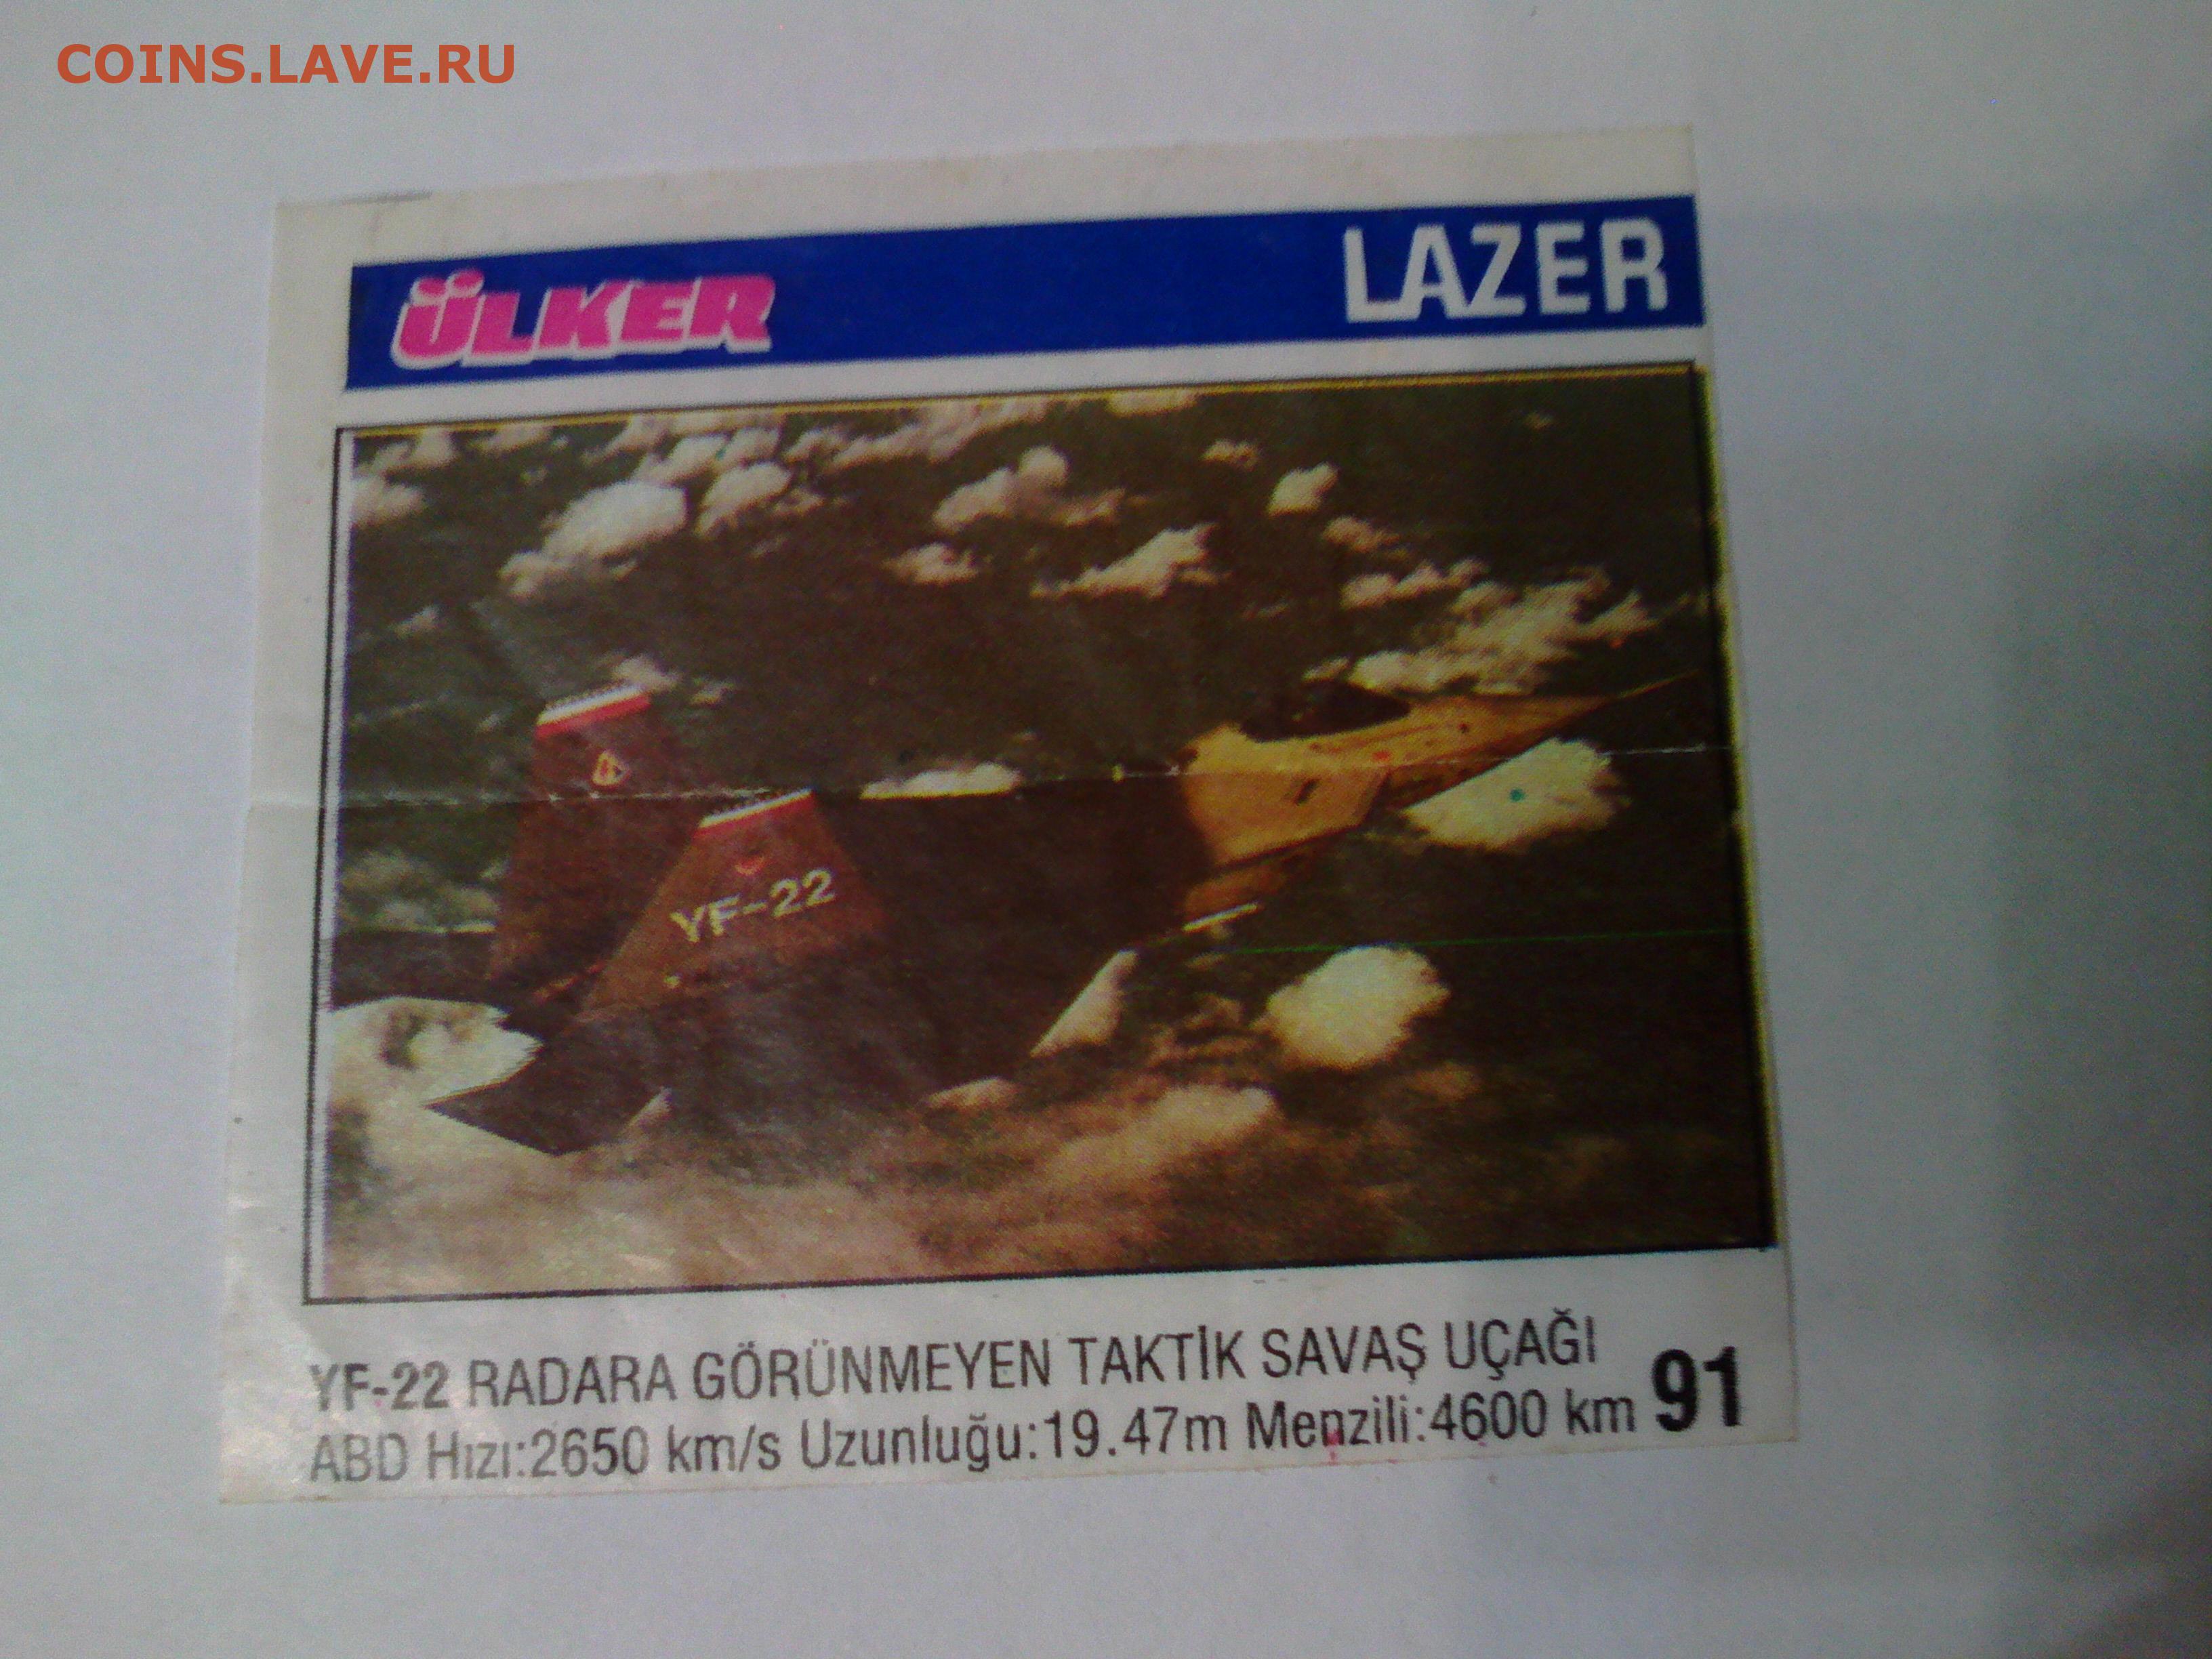 COINS.LAVE.RU
ÜLKER
LAZER
YF-22
YF-22 RADARA GÖRÜNMEYEN TAKTİK SAVAŞ UÇAĞI
ABD Hızı:2650 km/s Uzunluğu:19.47m Menzili:4600 km 91